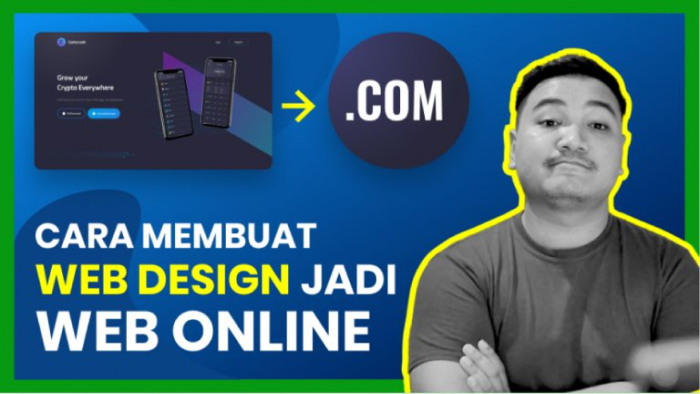 Grow your
Crypto Everywhere
.COM
CARA MEMBUAT
WEB DESIGN JADI
WEB ONLINE